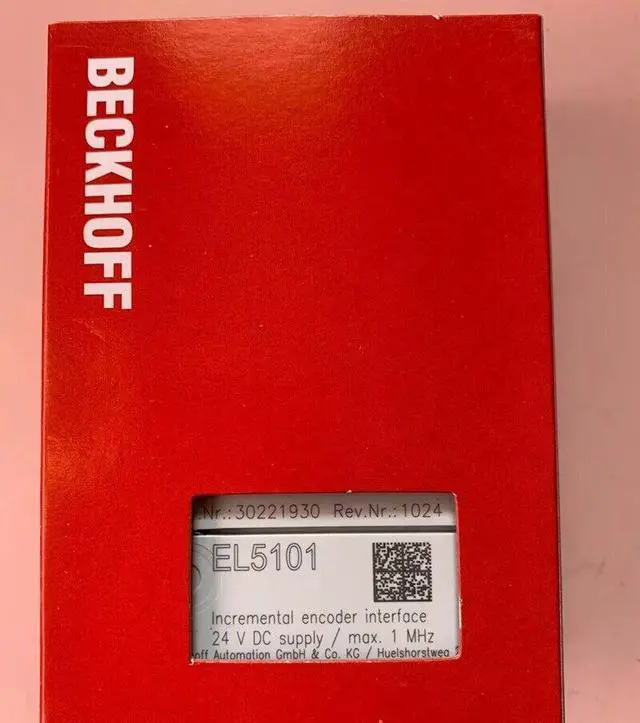 BECKHOFF
.Nr.:30221930 Rev.Nr.:1024
EL5101
Incremental encoder interface
24 V DC supply / max. 1 MHz
off Automation GmbH & Co. KG / Huelshorstweg